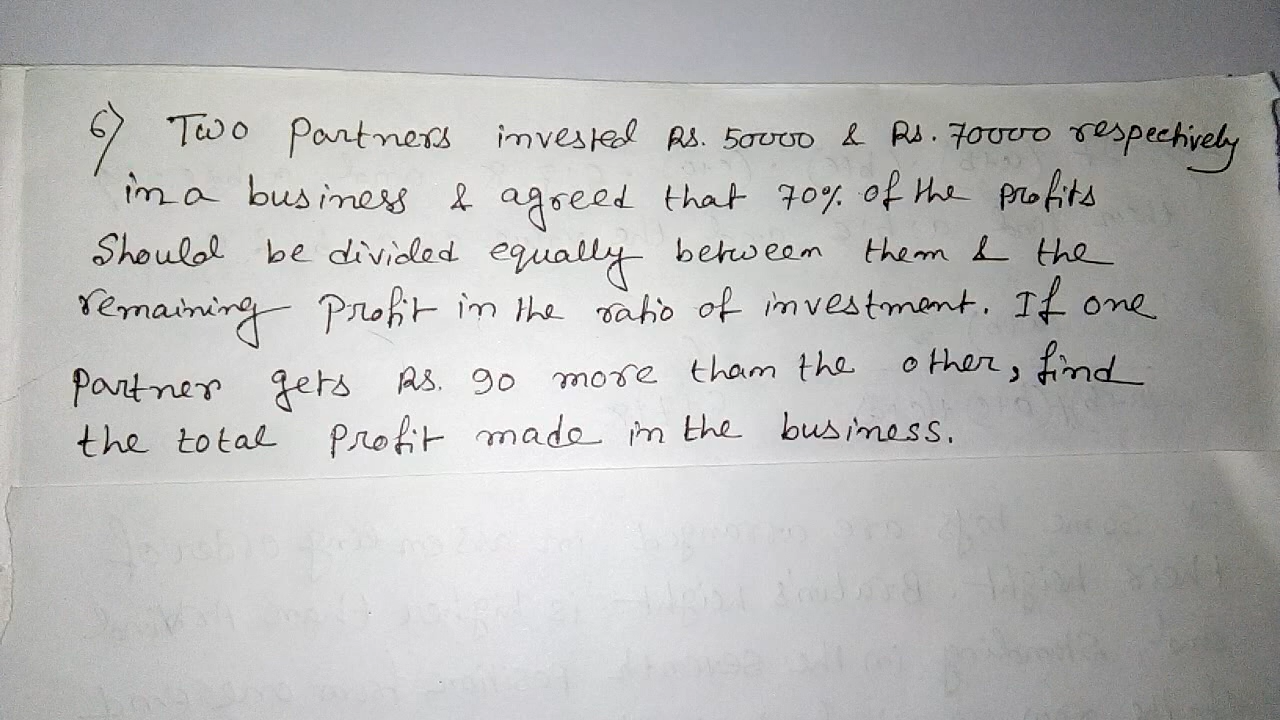 6) Two Partners invested Rs. 50000 & Rs. 70000 respectively
in a business & agreed that 70% of the profits
Should be divided equally between them & the
remaining Profit in the ratio of investment. If one
Partner gets Rs. 90 more than the other, find
the total Profit made in the business.